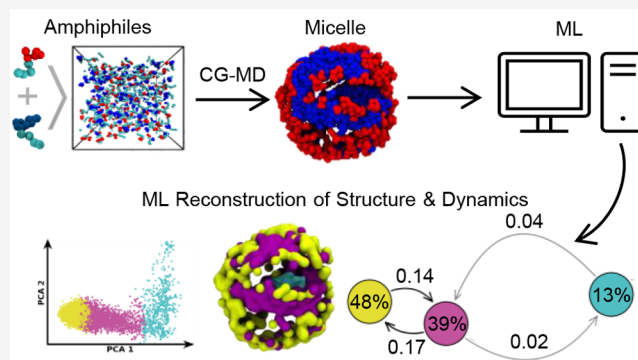 Amphiphiles
Micelle
ML
+
CG-MD
ML Reconstruction of Structure & Dynamics
0.04
PCA 2
PCA 1
48%
0.14
0.17
39%
0.02
13%